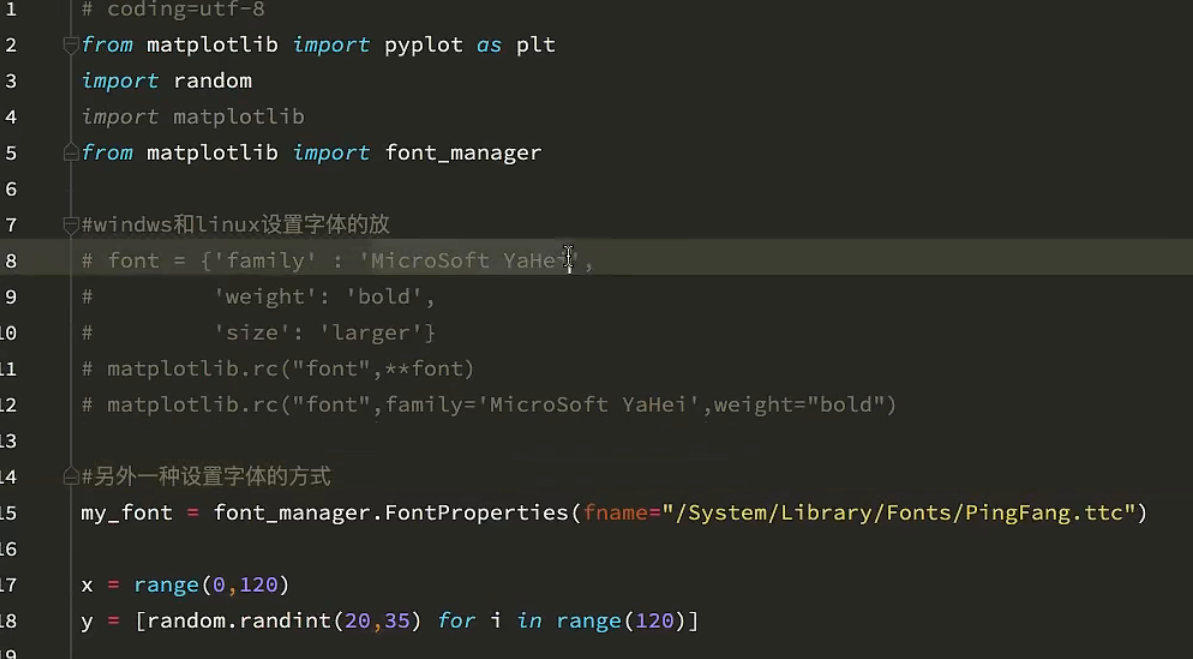 1 # coding=utf-8
2 from matplotlib import pyplot as plt
3 import random
4 import matplotlib
5 from matplotlib import font_manager
6
7 #windws和linux设置字体的放
8 # font = {'family' : 'MicroSoft YaHei',
9 #         'weight': 'bold',
10 #         'size': 'larger'}
11 # matplotlib.rc("font",**font)
12 # matplotlib.rc("font",family='MicroSoft YaHei',weight="bold")
13
14 #另外一种设置字体的方式
15 my_font = font_manager.FontProperties(fname="/System/Library/Fonts/PingFang.ttc")
16
17 x = range(0,120)
18 y = [random.randint(20,35) for i in range(120)]
19